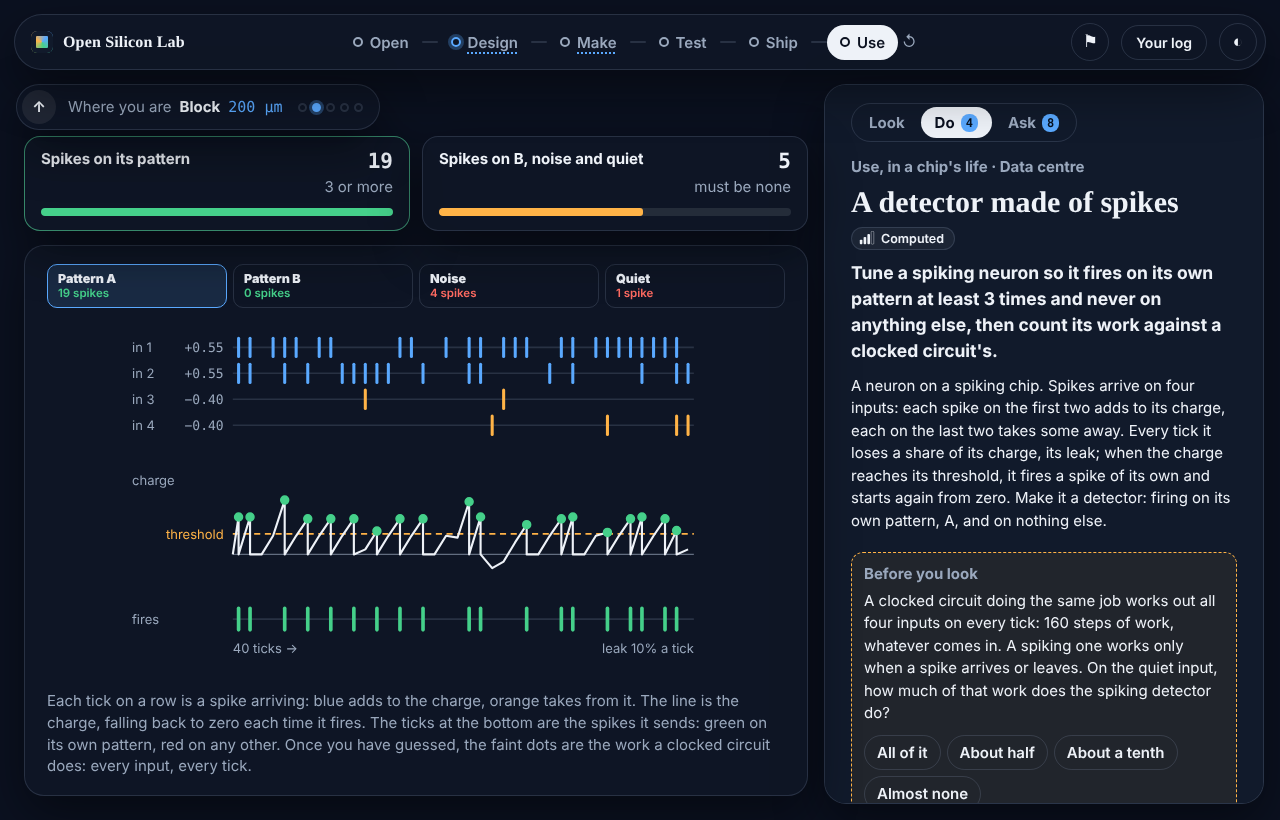 Open Silicon Lab
Open
Design
Make
Test
Ship
Use
Your log
Where you are Block 200 μm
Spikes on its pattern 19
3 or more
Spikes on B, noise and quiet 5
must be none
Pattern A
19 spikes
Pattern B
0 spikes
Noise
4 spikes
Quiet
1 spike
in 1 +0.55
in 2 +0.55
in 3 −0.40
in 4 −0.40
charge
threshold
fires
40 ticks →
leak 10% a tick
Each tick on a row is a spike arriving: blue adds to the charge, orange takes from it. The line is the
charge, falling back to zero each time it fires. The ticks at the bottom are the spikes it sends: green on
its own pattern, red on any other. Once you have guessed, the faint dots are the work a clocked circuit
does: every input, every tick.
Look
Do 4
Ask 8
Use, in a chip's life · Data centre
A detector made of spikes
Computed
Tune a spiking neuron so it fires on its own
pattern at least 3 times and never on
anything else, then count its work against a
clocked circuit's.
A neuron on a spiking chip. Spikes arrive on four
inputs: each spike on the first two adds to its charge,
each on the last two takes some away. Every tick it
loses a share of its charge, its leak; when the charge
reaches its threshold, it fires a spike of its own and
starts again from zero. Make it a detector: firing on its
own pattern, A, and on nothing else.
Before you look
A clocked circuit doing the same job works out all
four inputs on every tick: 160 steps of work,
whatever comes in. A spiking one works only
when a spike arrives or leaves. On the quiet input,
how much of that work does the spiking detector
do?
All of it
About half
About a tenth
Almost none